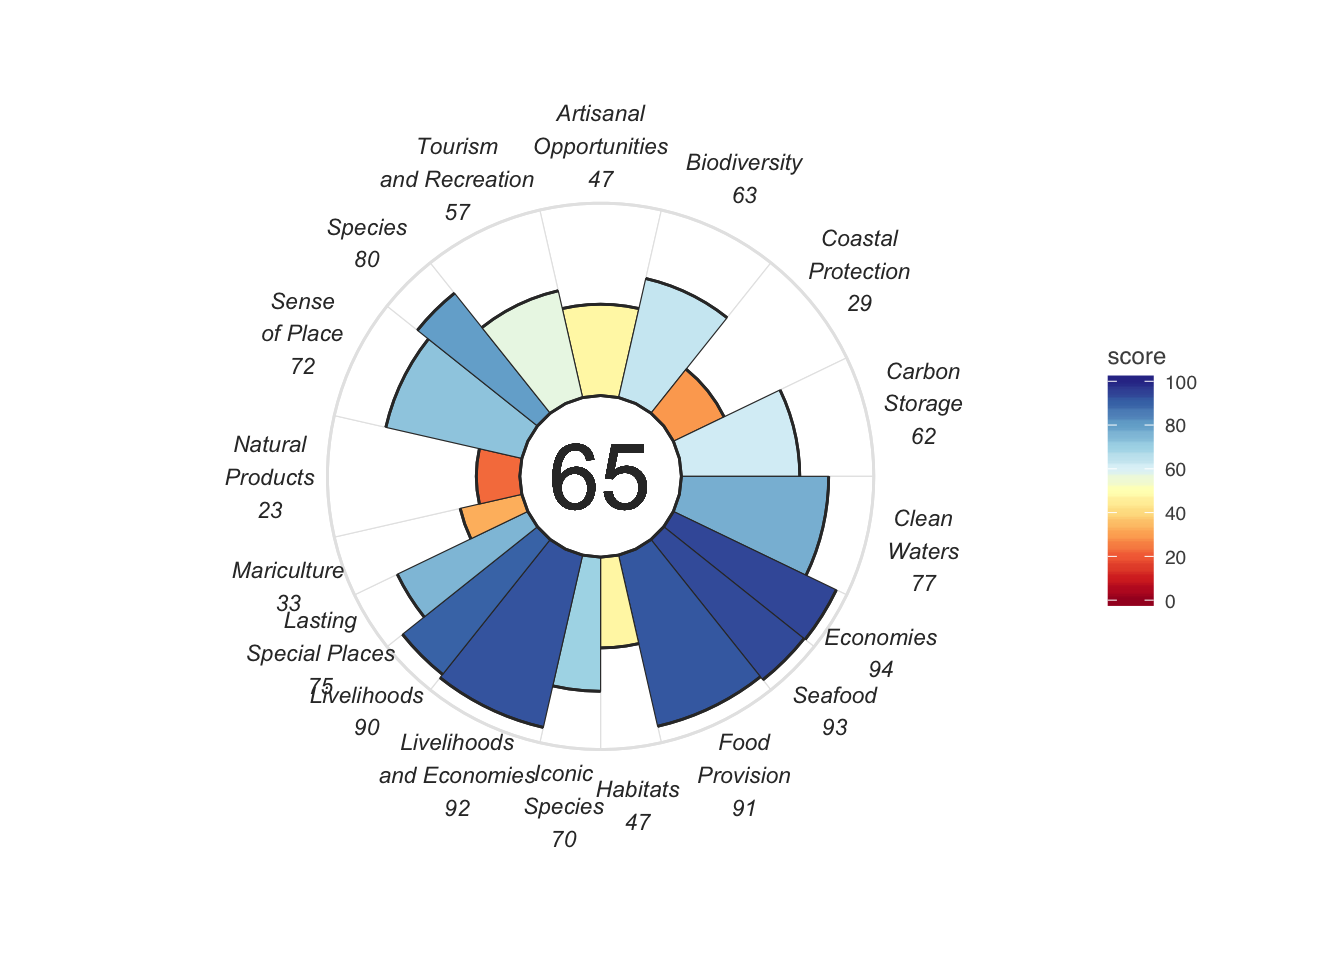 Artisanal
Opportunities
47
Biodiversity
63
Coastal
Protection
29
Carbon
Storage
62
Clean
Waters
77
Economies
94
Seafood
93
Food
Provision
91
Habitats
47
Iconic
Species
70
Livelihoods
and Economies
92
Livelihoods
90
Lasting
Special Places
75
Mariculture
33
Natural
Products
23
Sense
of Place
72
Species
80
Tourism
and Recreation
57
65
score
100
80
60
40
20
0